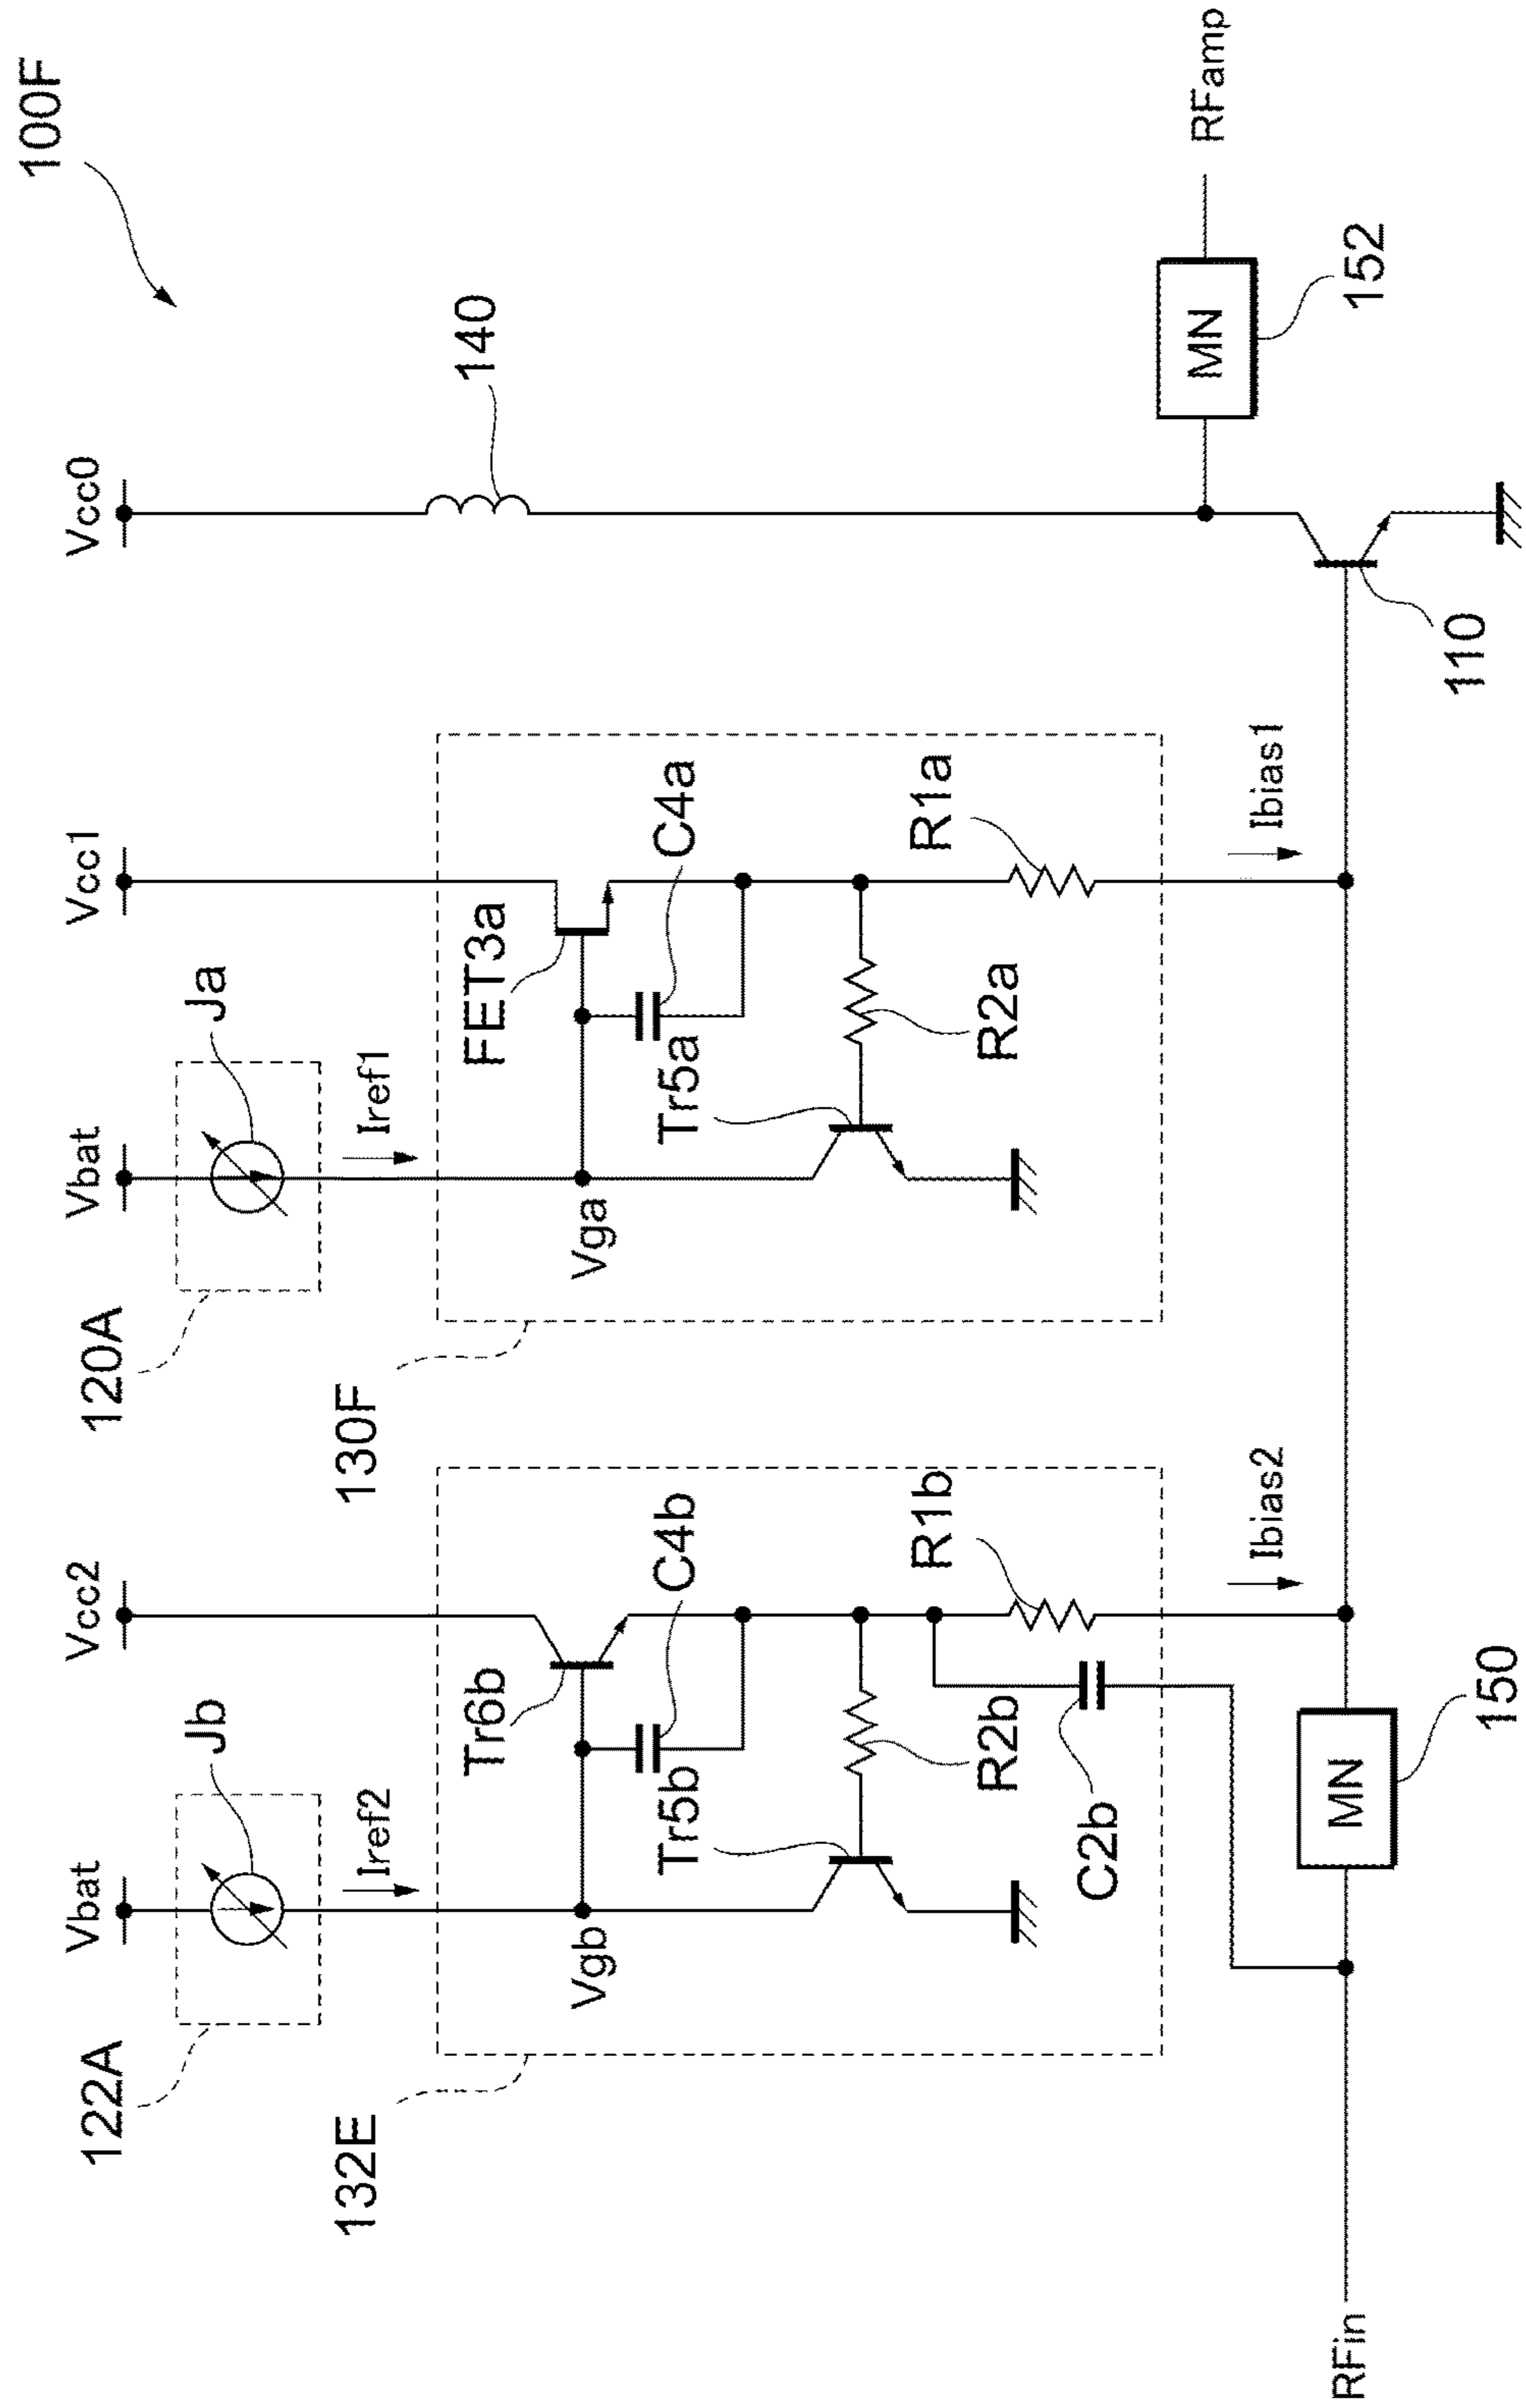 100F
Vbat
Vcc2
Vbat
Vcc1
Vcc0
122A
Jb
120A
Ja
140
Iref2
Iref1
132E
130F
Tr6b
FET3a
Vgb
C4b
Vga
C4a
Tr5b
Tr5a
R1b
R1a
R2b
R2a
C2b
Ibias2
Ibias1
MN
RFamp
152
RFin
MN
150
110